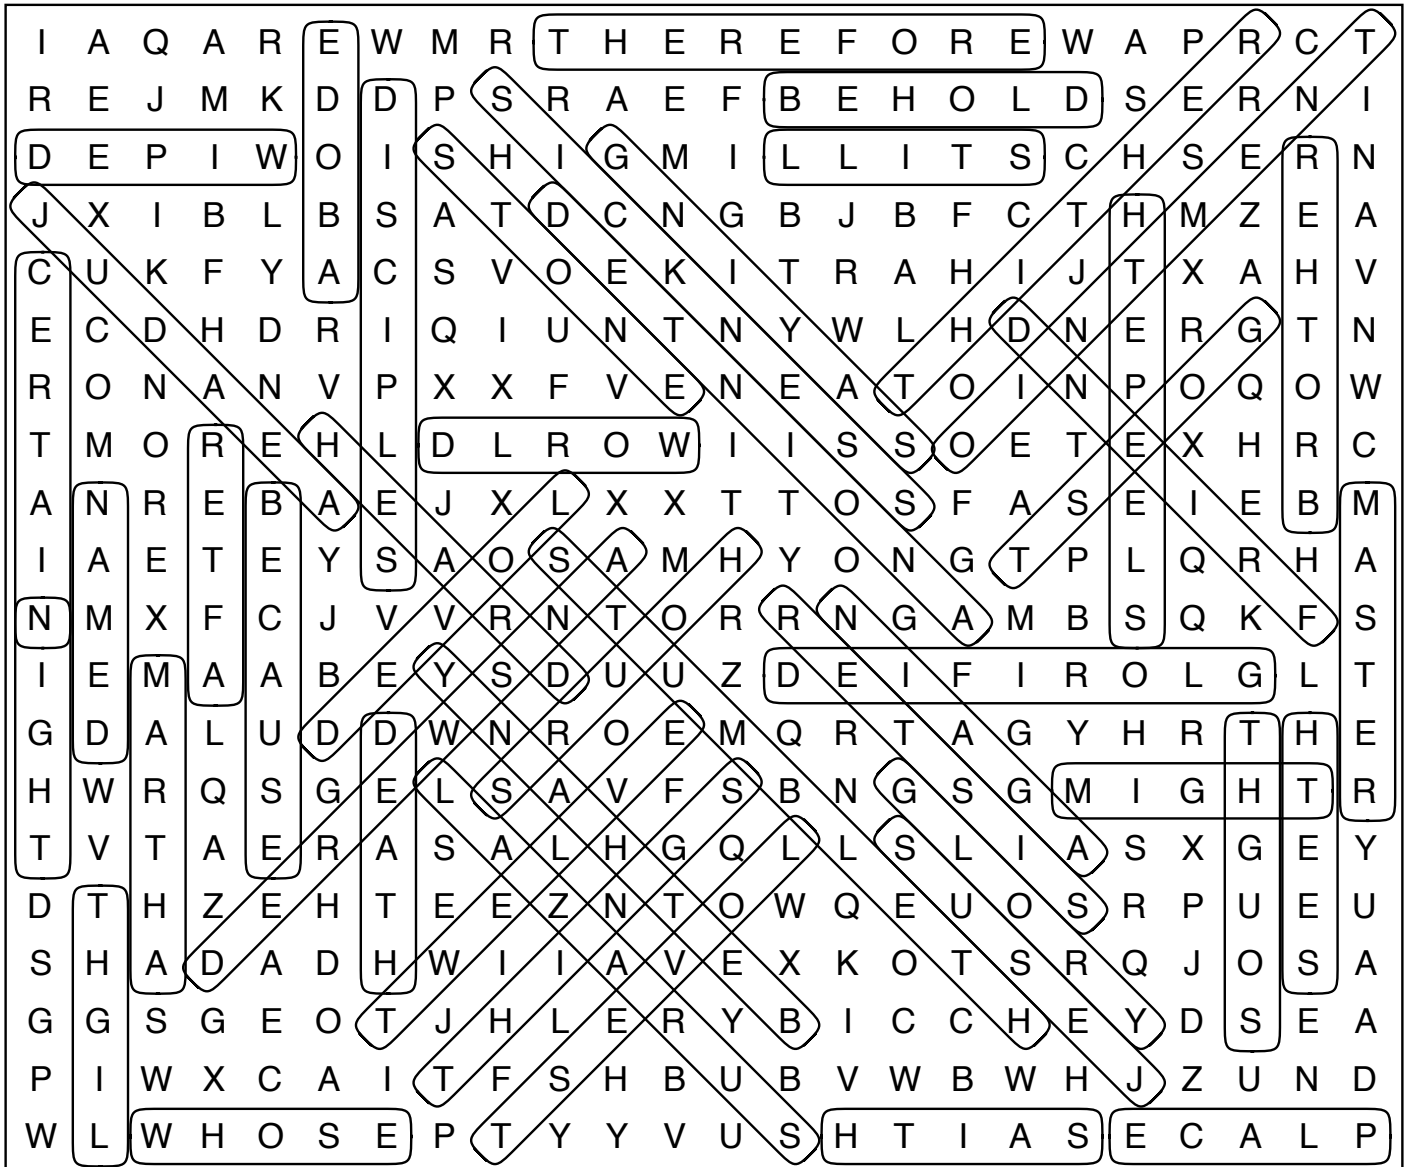 I A Q A R E W M R T H E R E F O R E W A P R C T
R E J M K D D P S R A E F B E H O L D S E R N I
D E P I W O I S H I G M I L L I T S C H S E R N
J X I B L B S A T D C N G B J B F C T H M Z E A
C U K F Y A C S V O E K I T R A H I J T X A H V
E C D H D R I Q I U N T N Y W L H D N E R G T N
R O N A N V P X X F V E N E A T O I N P O Q O W
T M O R E H L D L R O W I I S S O E T E X H R C
A N R E B A E J X L X X T T O S F A S E I E B M
I A E T E Y S A O S A M H Y O N G T P L Q R H A
N M X F C J V V R N T O R R N G A M B S Q K F S
I E M A A B E Y S D U U Z D E I F I R O L G L T
G D A L U D D W N R O E M Q R T A G Y H R T H E
H W R Q S G E L S A V F S B N G S G M I G H T R
T V T A E R A S A L H G Q L L S L I A S X G E Y
D T H Z E H T E E Z N T O W Q E U O S R P U E U
S H A D A D H W I I A V E X K O T S R Q J O S A
G G S G E O T J H L E R Y B I C C H E Y D S E A
P I W X C A I T F S H B U B V W B W H J Z U N D
W L W H O S E P T Y Y V U S H T I A S E C A L P